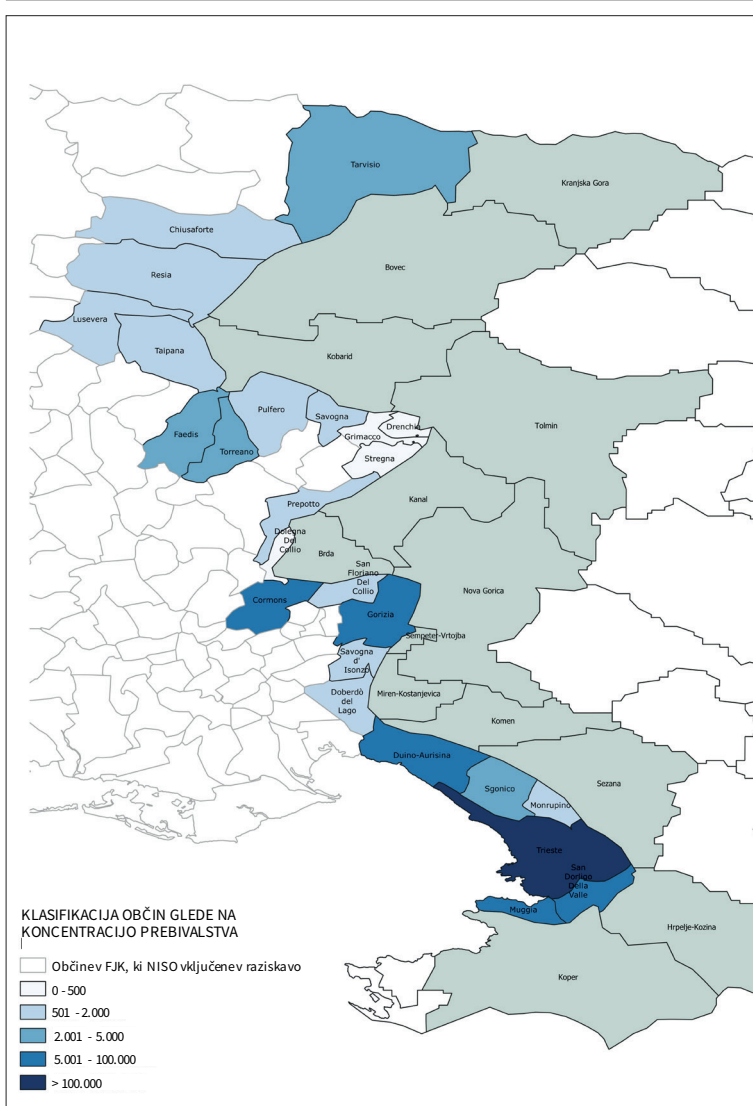 Tarvisio
Kranjska Gora
Chiusaforte
Bovec
Resia
Lusevera
Taipana
Kobarid
Pulfero
Savogna
Drenchia
Grimacco
Tolmin
Faedis
Torreano
Stregna
Kanal
Prepotto
Dolegna
Del
Collio
Brda
San
Floriano
Del
Collio
Nova Gorica
Cormons
Gorizia
Sempeter-Vrtojba
Savogna
d'
Isonzo
Doberdò
del
Lago
Miren-Kostanjevica
Komen
Duino-Aurisina
Sezana
Sgonico
Monrupino
Trieste
San
Dorligo
Della
Valle
Muggia
Hrpelje-Kozina
Koper
KLASIFIKACIJA OBČIN GLEDE NA
KONCENTRACIJO PREBIVALSTVA
Občinev FJK, ki NISO vključenev raziskavo
0 - 500
501 - 2.000
2.001 - 5.000
5.001 - 100.000
> 100.000